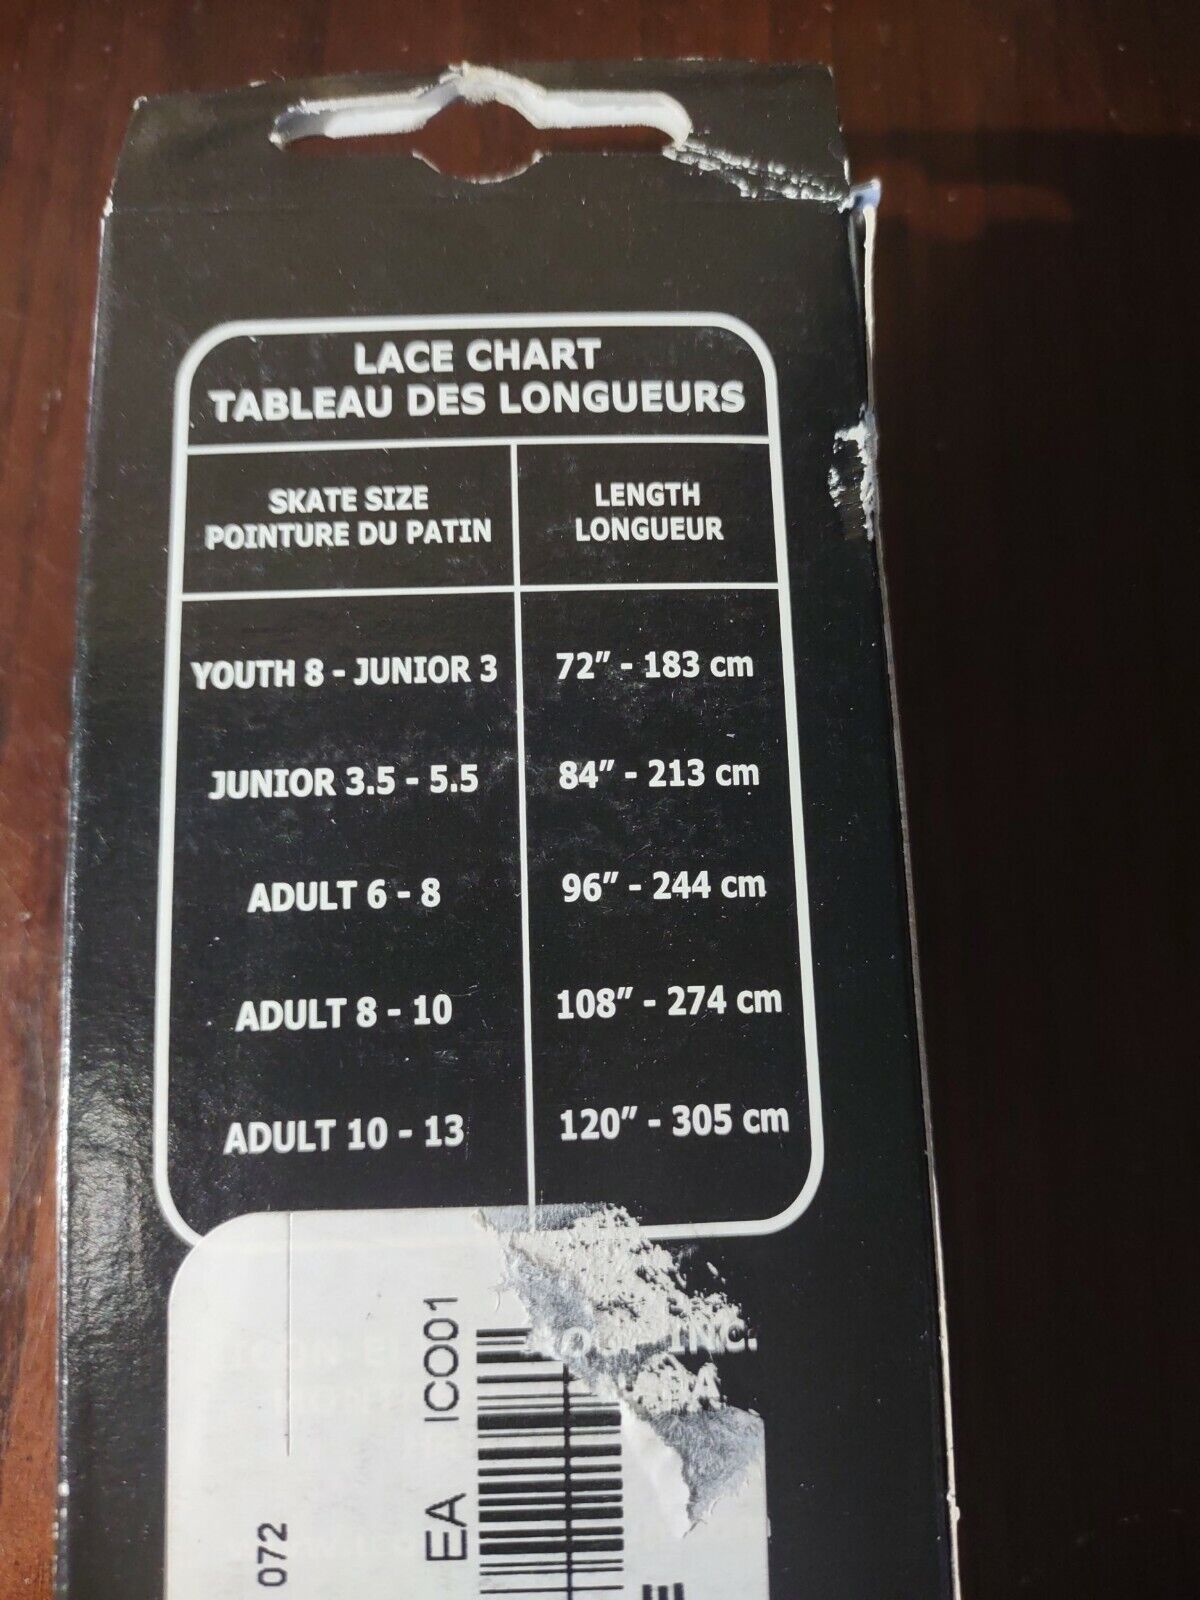 LACE CHART
TABLEAU DES LONGUEURS
SKATE SIZE
POINTURE DU PATIN
LENGTH
LONGUEUR
YOUTH 8 - JUNIOR 3
72" - 183 cm
JUNIOR 3.5 - 5.5
84" - 213 cm
ADULT 6 - 8
96" - 244 cm
ADULT 8 - 10
108" - 274 cm
ADULT 10 - 13
120" - 305 cm
INC.
072
EA ICO01